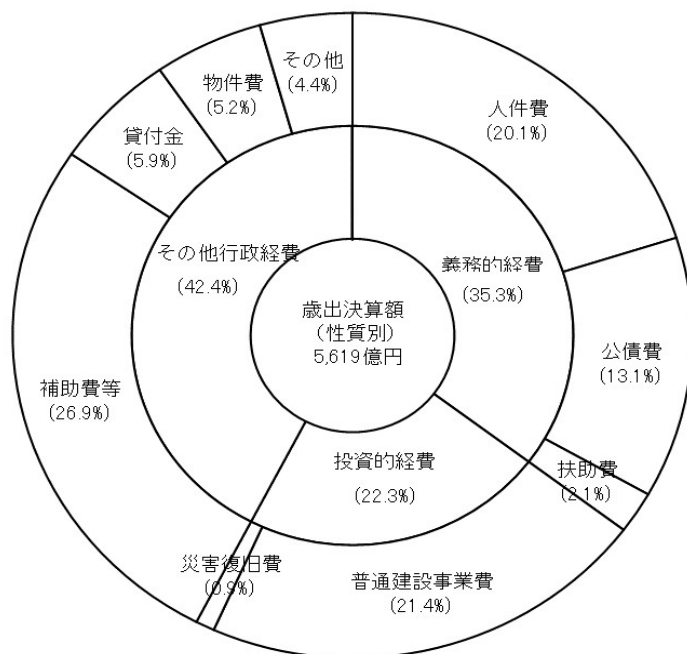 その他
(4.4%)
物件費
(5.2%)
貸付金
(5.9%)
人件費
(20.1%)
その他行政経費
(42.4%)
義務的経費
(35.3%)
歳出決算額
(性質別)
5,619億円
公債費
(13.1%)
補助費等
(26.9%)
投資的経費
(22.3%)
扶助費
(2.1%)
災害復旧費
(0.9%)
普通建設事業費
(21.4%)